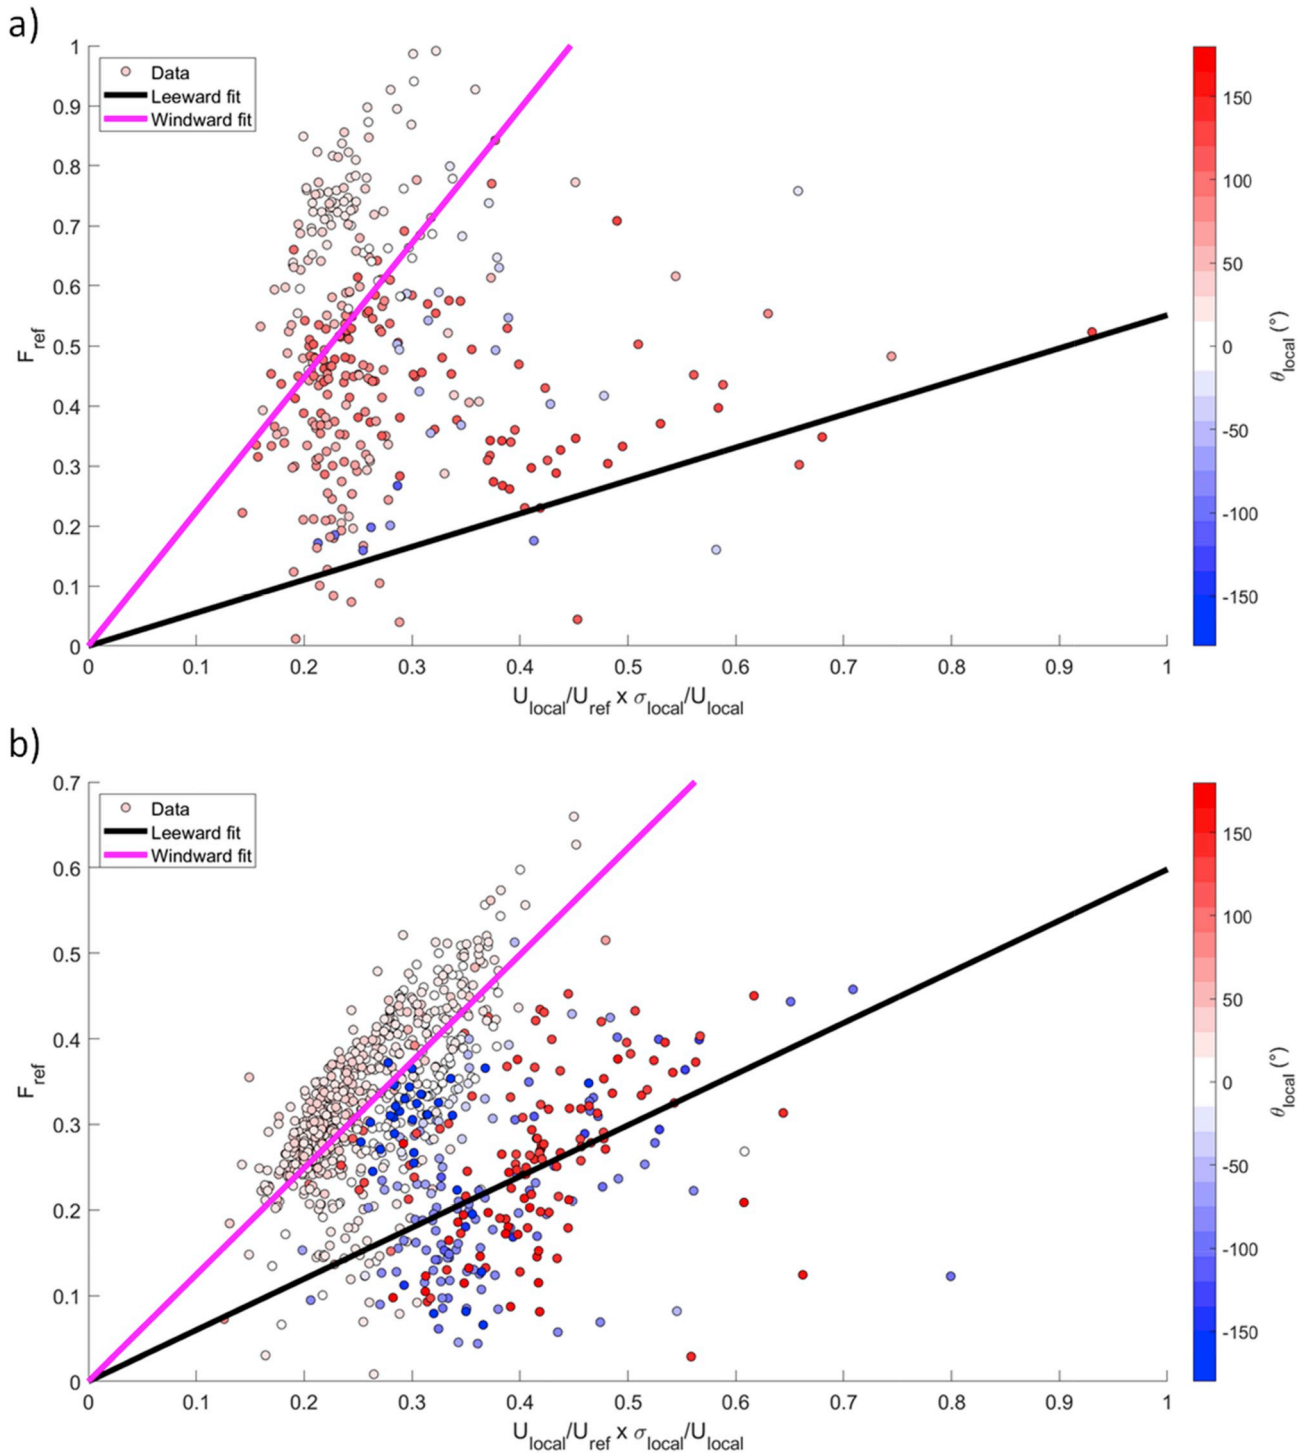 a)
Data
Leeward fit
Windward fit
1
0.9
0.8
0.7
0.6
0.5
0.4
0.3
0.2
0.1
0
F_ref
0 0.1 0.2 0.3 0.4 0.5 0.6 0.7 0.8 0.9 1
U_local/U_ref x σ_local/U_local
150
100
50
0
-50
-100
-150
θ_local (°)
b)
Data
Leeward fit
Windward fit
0.7
0.6
0.5
0.4
0.3
0.2
0.1
0
F_ref
0 0.1 0.2 0.3 0.4 0.5 0.6 0.7 0.8 0.9 1
U_local/U_ref x σ_local/U_local
150
100
50
0
-50
-100
-150
θ_local (°)